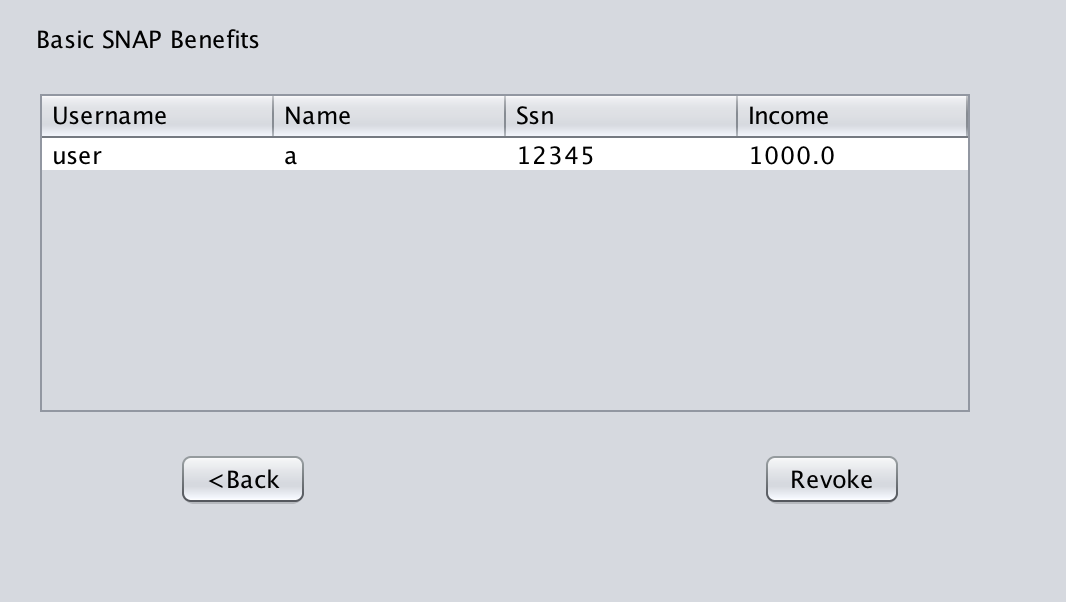 Basic SNAP Benefits
Username Name Ssn Income
user a 12345 1000.0
<Back Revoke